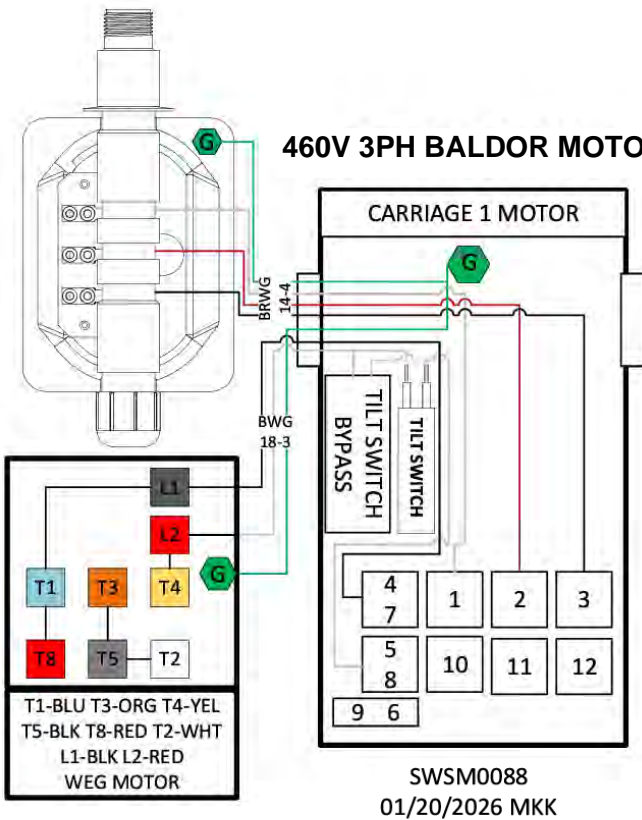 G
460V 3PH BALDOR MOTO
CARRIAGE 1 MOTOR
G
BRWG
14-4
BWG
18-3
TILT SWITCH
BYPASS
TILT SWITCH
L1
L2
G
T1
T3
T4
T8
T5
T2
4
7
1
2
3
5
8
10
11
12
9 6
T1-BLU T3-ORG T4-YEL
T5-BLK T8-RED T2-WHT
L1-BLK L2-RED
WEG MOTOR
SWSM0088
01/20/2026 MKK